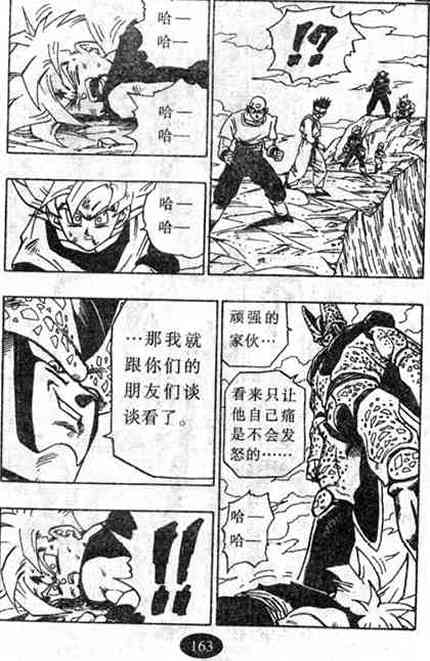 !?
哈—
哈—
哈—
哈—
哈—
哈—
顽强的
家伙…
看来只让
他自己痛
是不会发
怒的……
哈—
哈—
…那我就
跟你们的
朋友们谈
谈看了。
!!
163